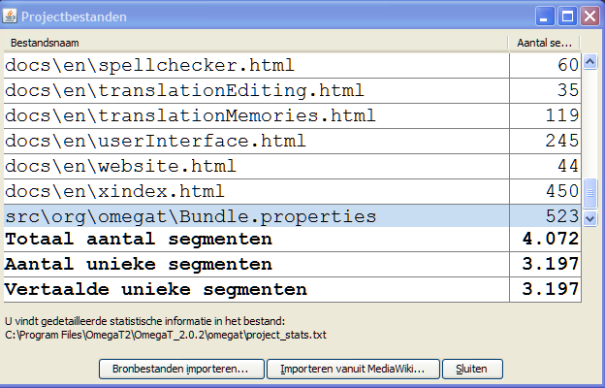 Projectbestanden
Bestandsnaam Aantal se...
docs\en\spellchecker.html 60
docs\en\translationEditing.html 35
docs\en\translationMemories.html 119
docs\en\userInterface.html 245
docs\en\website.html 44
docs\en\xindex.html 450
src\org\omegat\Bundle.properties 523
Totaal aantal segmenten 4.072
Aantal unieke segmenten 3.197
Vertaalde unieke segmenten 3.197
U vindt gedetailleerde statistische informatie in het bestand:
C:\Program Files\OmegaT2\OmegaT_2.0.2\omegat\project_stats.txt
Bronbestanden importeren... Importeren vanuit MediaWiki... Sluiten